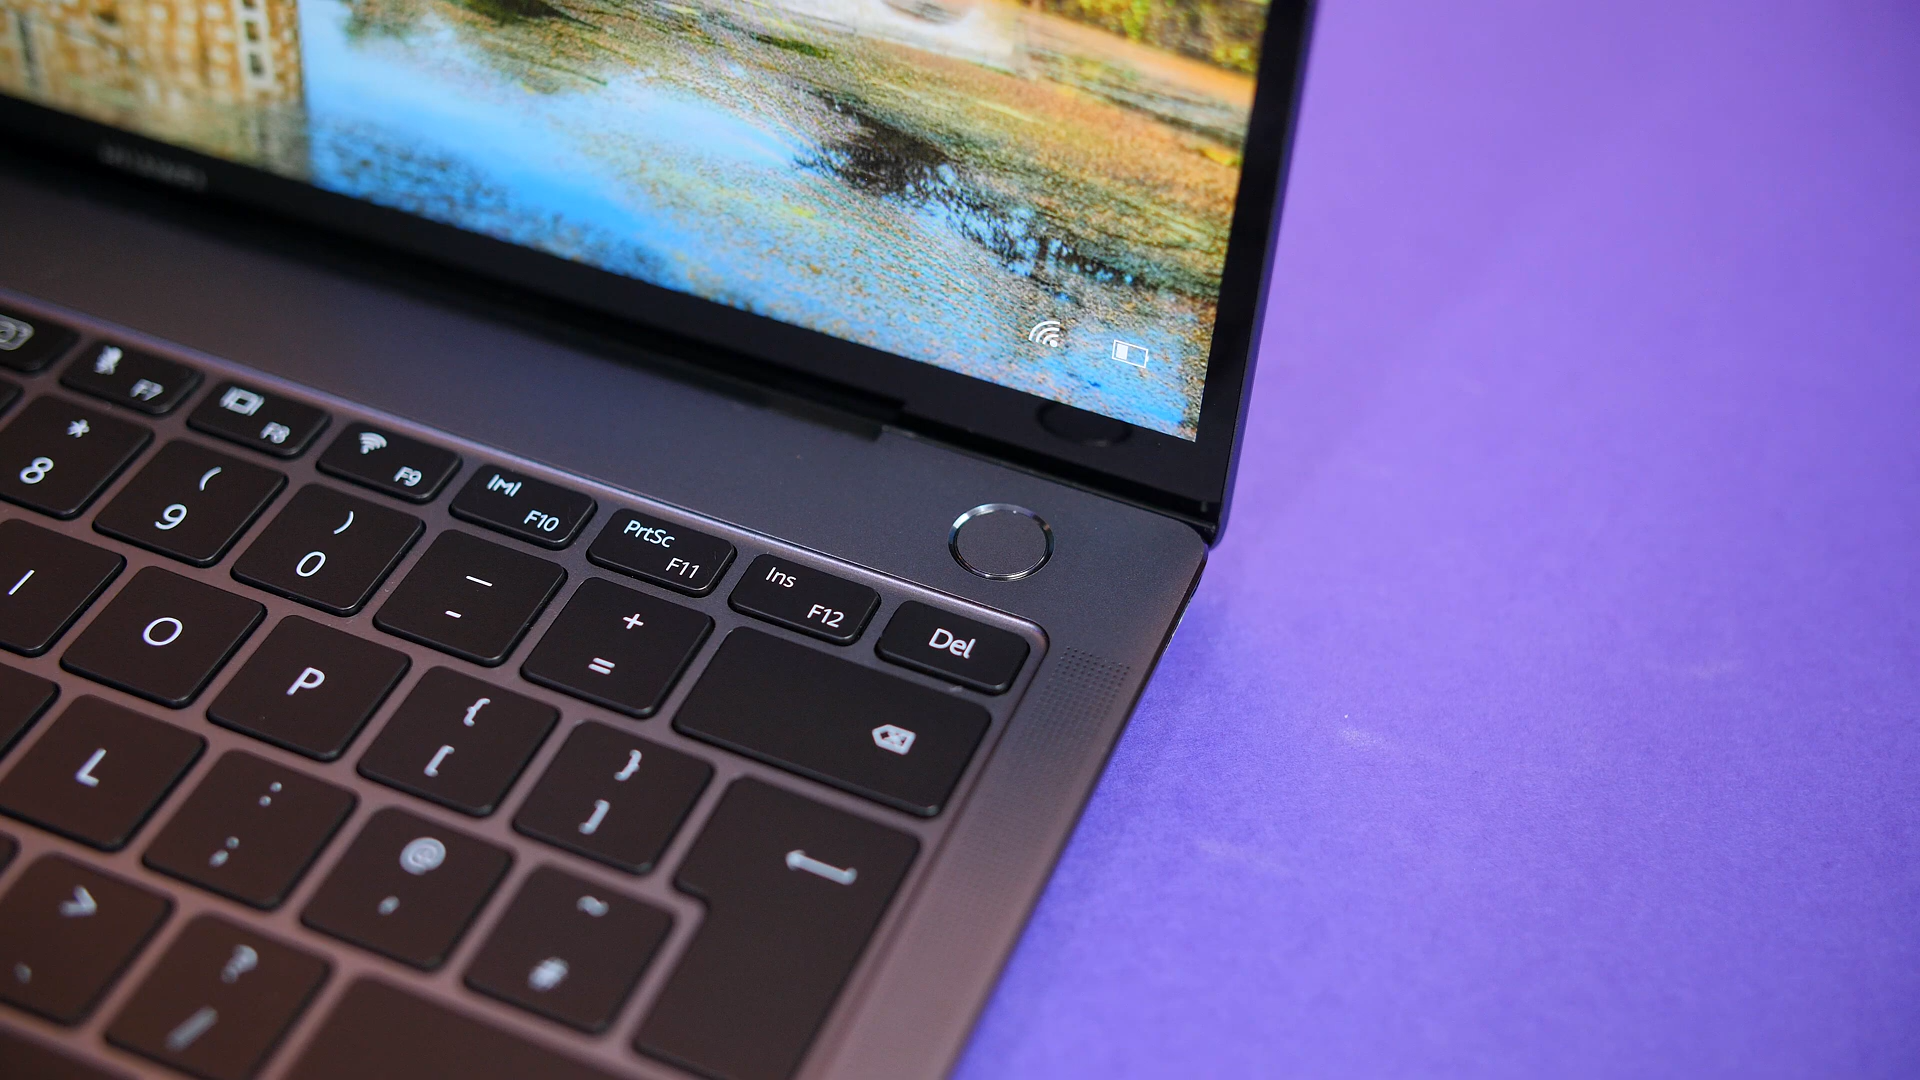 F7
F8
F9
F10
PrtSc
F11
Ins
F12
Del
*
8
(
9
)
0
_
-
+
=
I
O
P
{
[
}
]
L
:
;
@
'
~
#
>
.
?
/